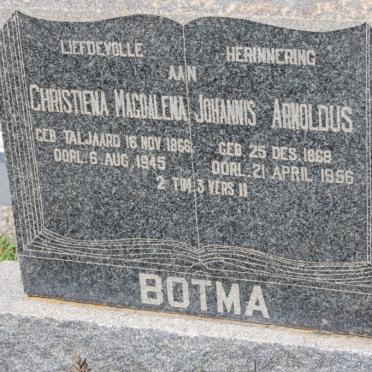 LIEFDEVOLLE HERINNERING
AAN
CHRISTIENA MAGDALENA
GEB. TALJAARD 16 NOV. 1866
OORL. 6 AUG. 1945
JOHANNIS ARNOLDUS
GEB. 25 DES. 1868
OORL. 21 APRIL 1956
2 TIM. 3 VERS 11
BOTMA